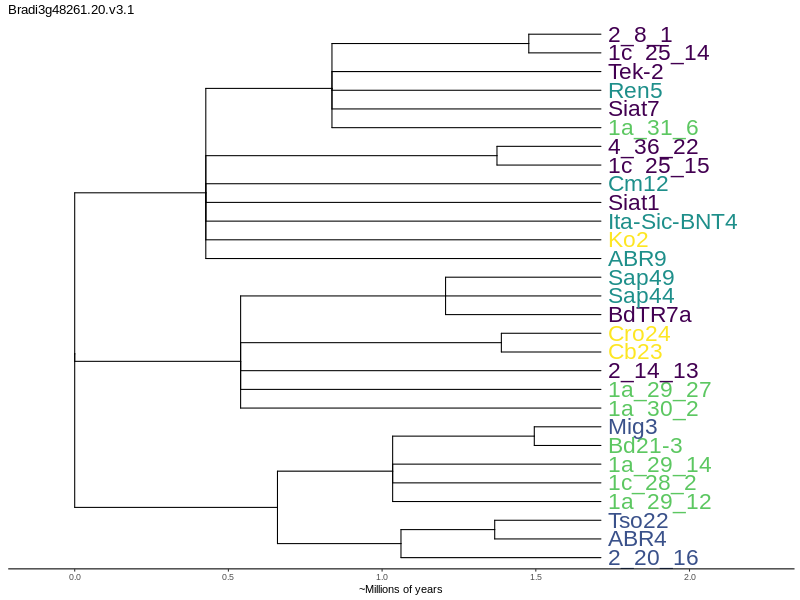 Bradi3g48261.20.v3.1
2_8_1
1c_25_14
Tek-2
Ren5
Siat7
1a_31_6
4_36_22
1c_25_15
Cm12
Siat1
Ita-Sic-BNT4
Ko2
ABR9
Sap49
Sap44
BdTR7a
Cro24
Cb23
2_14_13
1a_29_27
1a_30_2
Mig3
Bd21-3
1a_29_14
1c_28_2
1a_29_12
Tso22
ABR4
2_20_16
0.0 0.5 1.0 1.5 2.0
~Millions of years